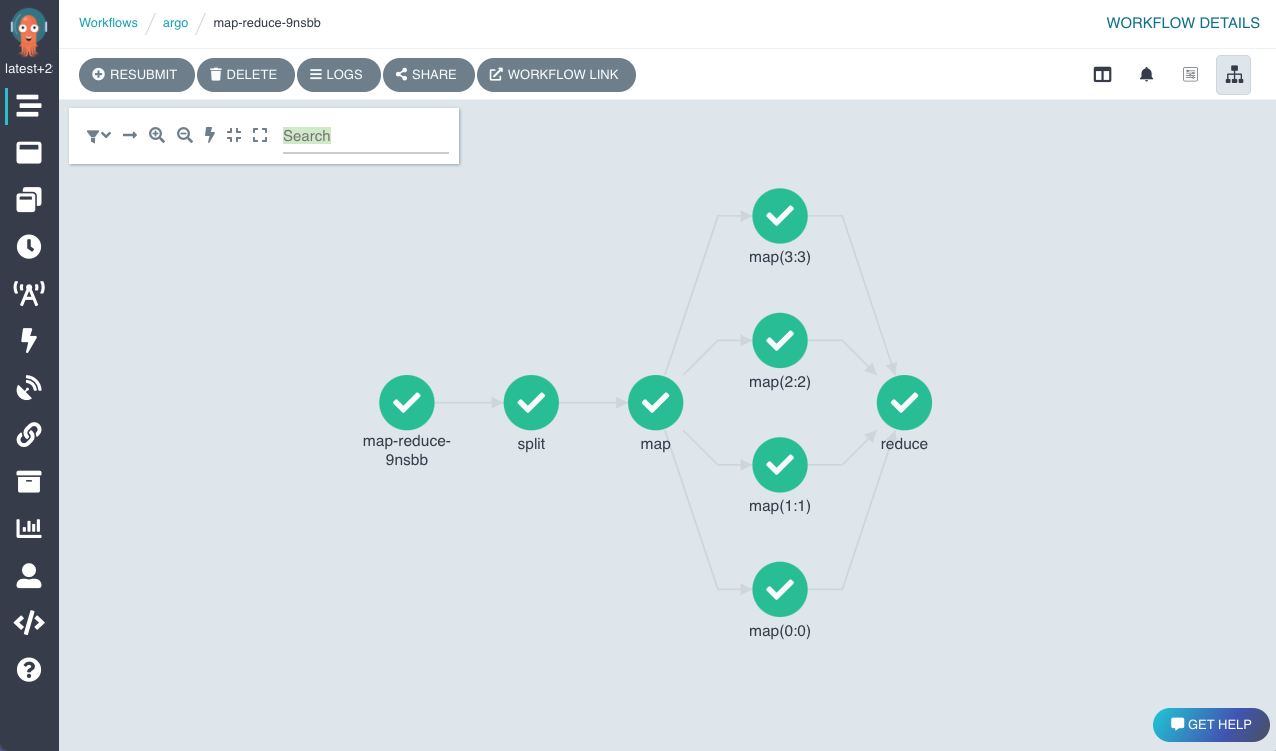 Workflows argo map-reduce-9nsbb WORKFLOW DETAILS
latest+2
RESUBMIT DELETE LOGS SHARE WORKFLOW LINK
Search
map(3:3)
map(2:2)
map-reduce-
9nsbb
split
map
reduce
map(1:1)
map(0:0)
GET HELP